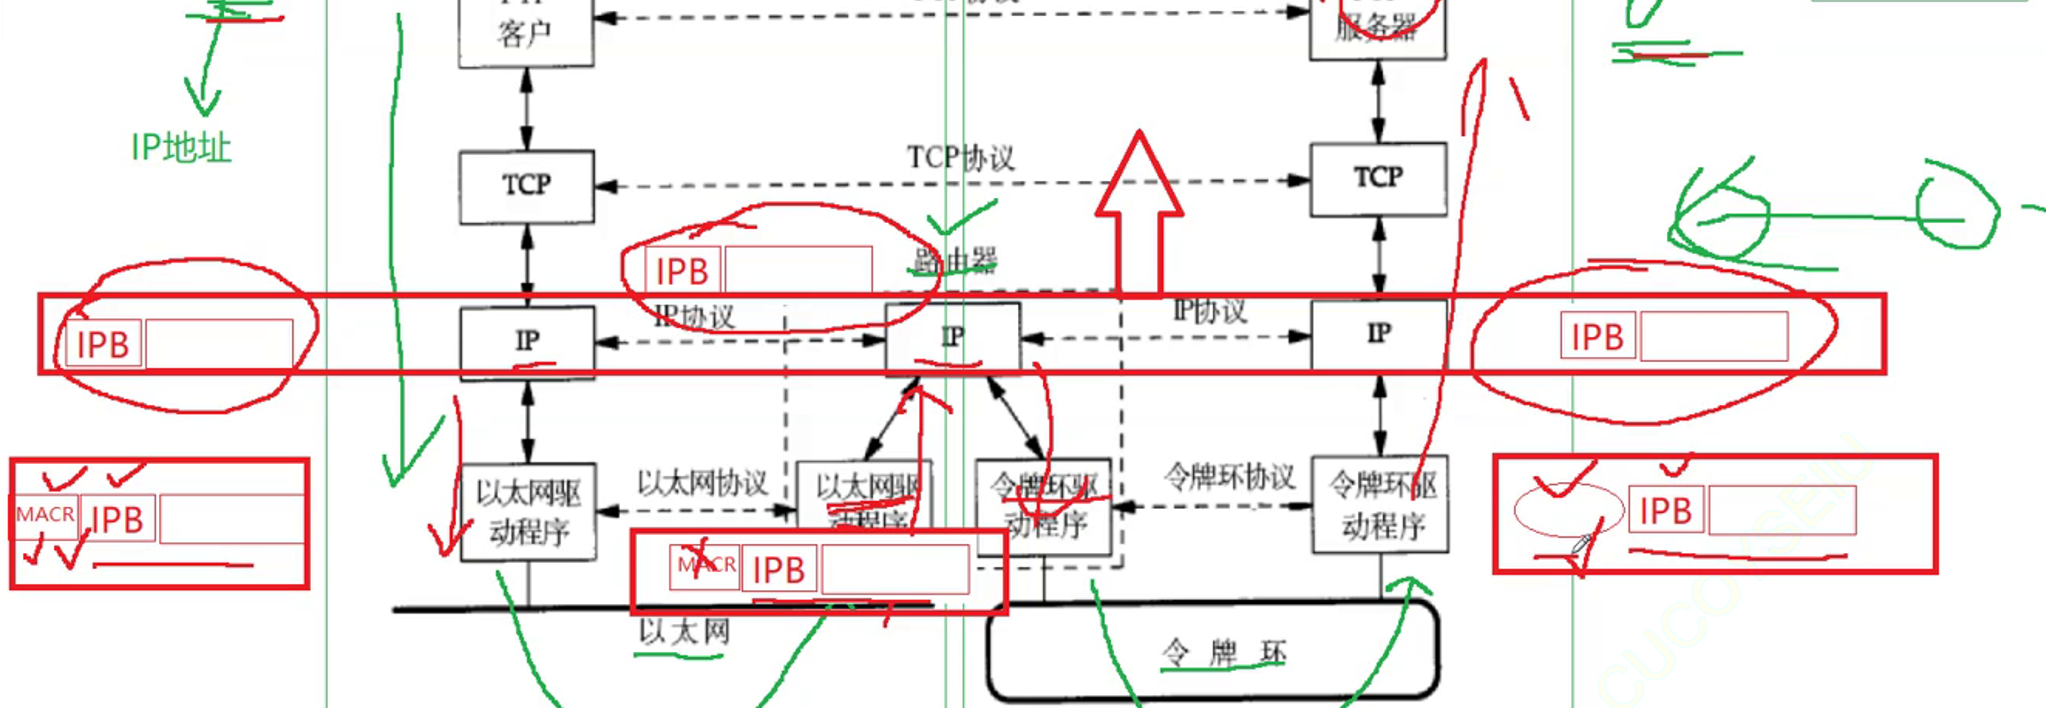 客户
服务器
IP地址
TCP
TCP协议
TCP
IPB
路由器
IPB
IP
IP协议
IP
IP协议
IP
IPB
MACR
IPB
以太网驱
动程序
以太网协议
以太网驱
动程序
令牌环驱
动程序
令牌环协议
令牌环驱
动程序
IPB
MACR
IPB
以太网
令牌环